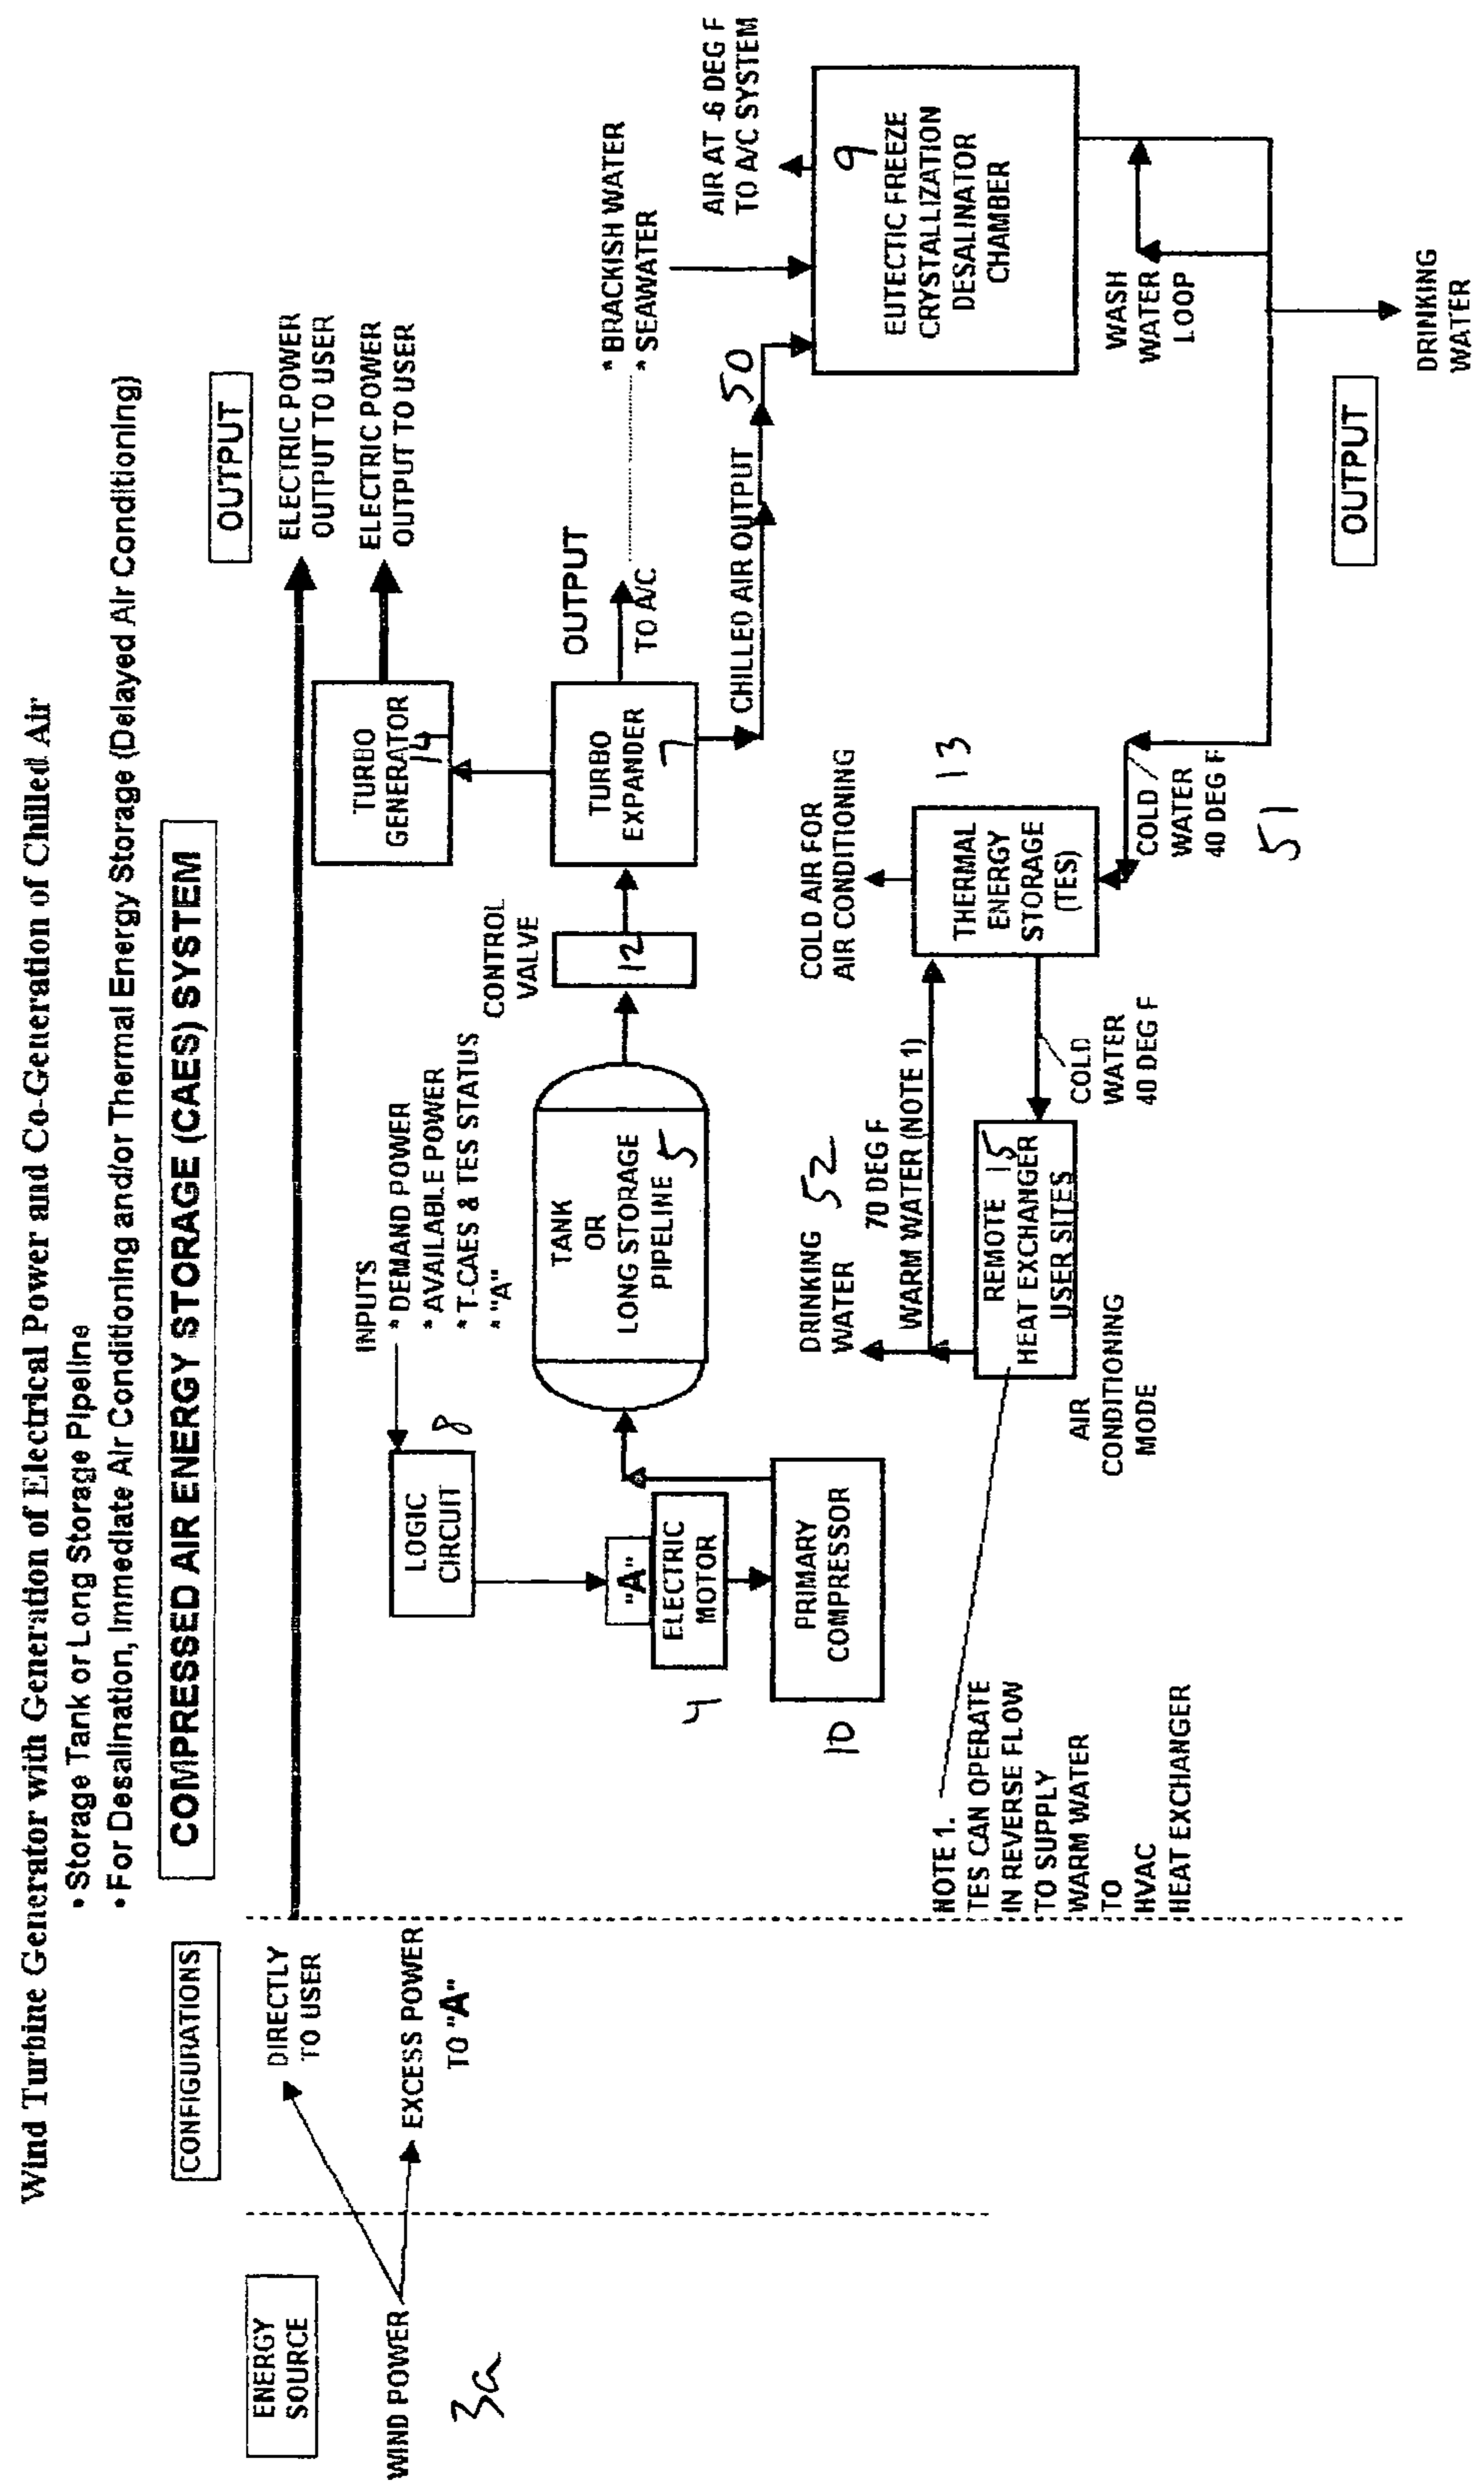 Wind Turbine Generator with Generation of Electrical Power and Co-Generation of Chilled Air
• Storage Tank or Long Storage Pipeline
• For Desalination, Immediate Air Conditioning and/or Thermal Energy Storage (Delayed Air Conditioning)
COMPRESSED AIR ENERGY STORAGE (CAES) SYSTEM
ENERGY
SOURCE
CONFIGURATIONS
OUTPUT
WIND POWER
3a
DIRECTLY
TO USER
EXCESS POWER
TO "A"
ELECTRIC POWER
OUTPUT TO USER
ELECTRIC POWER
OUTPUT TO USER
INPUTS
* DEMAND POWER
* AVAILABLE POWER
* T-CAES & TES STATUS
* "A"
LOGIC
CIRCUIT
8
"A"
ELECTRIC
MOTOR
4
PRIMARY
COMPRESSOR
10
TANK
OR
LONG STORAGE
PIPELINE
5
CONTROL
VALVE
12
TURBO
GENERATOR
14
TURBO
EXPANDER
7
OUTPUT
TO A/C
CHILLED AIR OUTPUT
50
* BRACKISH WATER
* SEAWATER
AIR AT -6 DEG F
TO A/C SYSTEM
9
EUTECTIC FREEZE
CRYSTALLIZATION
DESALINATOR
CHAMBER
WASH
WATER
LOOP
DRINKING
WATER
OUTPUT
COLD
WATER
40 DEG F
51
COLD AIR FOR
AIR CONDITIONING
13
THERMAL
ENERGY
STORAGE
(TES)
COLD
WATER
40 DEG F
70 DEG F
WARM WATER (NOTE 1)
DRINKING
WATER
52
REMOTE 15
HEAT EXCHANGER
USER SITES
AIR
CONDITIONING
MODE
NOTE 1.
TES CAN OPERATE
IN REVERSE FLOW
TO SUPPLY
WARM WATER
TO
HVAC
HEAT EXCHANGER